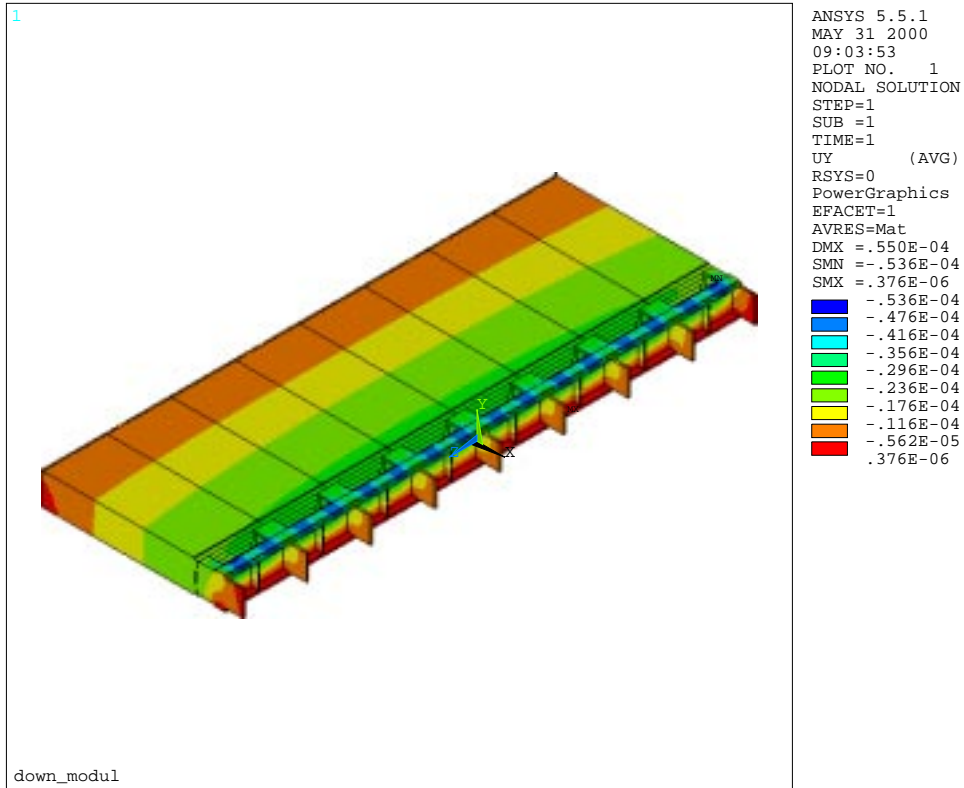 1
ANSYS 5.5.1
MAY 31 2000
09:03:53
PLOT NO.   1
NODAL SOLUTION
STEP=1
SUB =1
TIME=1
UY       (AVG)
RSYS=0
PowerGraphics
EFACET=1
AVRES=Mat
DMX =.550E-04
SMN =-.536E-04
SMX =.376E-06
-.536E-04
-.476E-04
-.416E-04
-.356E-04
-.296E-04
-.236E-04
-.176E-04
-.116E-04
-.562E-05
.376E-06
Y
Z
X
down_modul